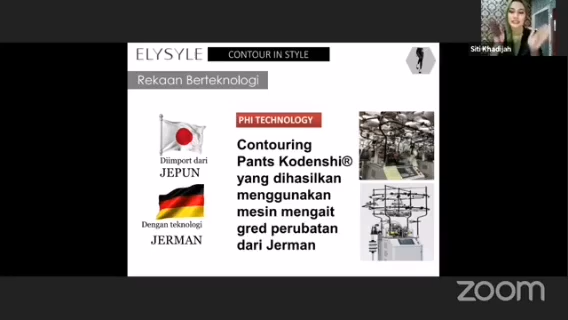 Siti Khadijah
ELYSYLE
CONTOUR IN STYLE
Rekaan Berteknologi
PHI TECHNOLOGY
Diimport dari
JEPUN
Dengan teknologi
JERMAN
Contouring
Pants Kodenshi®
yang dihasilkan
menggunakan
mesin mengait
gred perubatan
dari Jerman
zoom